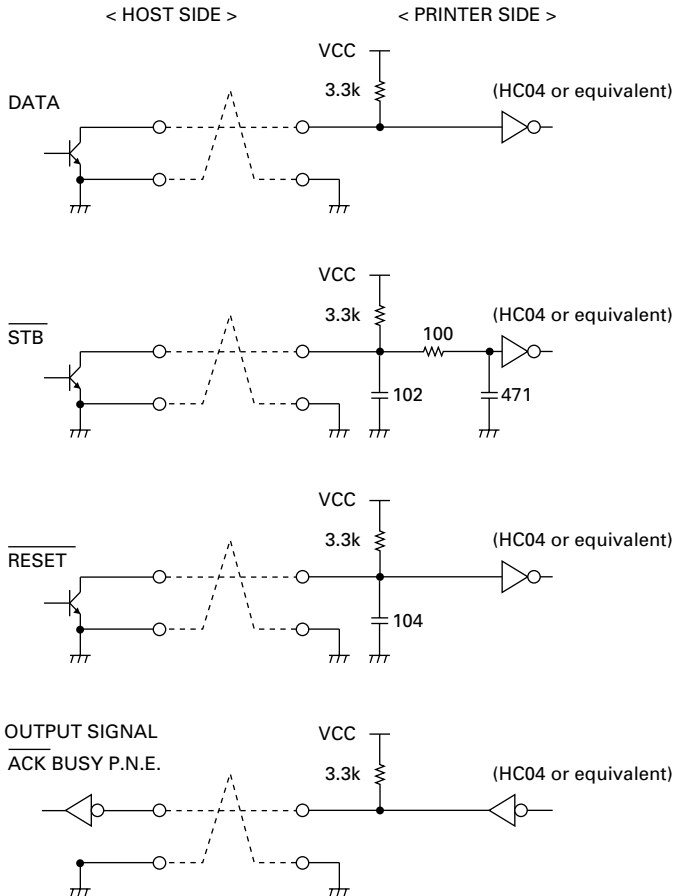 < HOST SIDE > < PRINTER SIDE >
VCC
3.3k (HC04 or equivalent)
DATA
VCC
3.3k (HC04 or equivalent)
STB 100
102 471
VCC
3.3k (HC04 or equivalent)
RESET
104
OUTPUT SIGNAL VCC
ACK BUSY P.N.E. 3.3k (HC04 or equivalent)